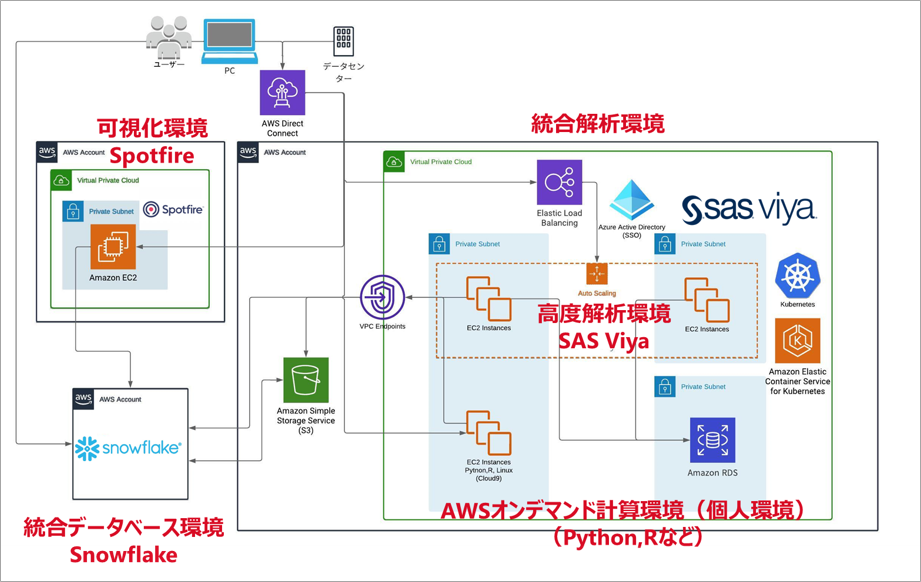 ユーザー
PC
データセン
ター
AWS Direct
Connect
可視化環境
Spotfire
統合解析環境
aws
AWS Account
Virtual Private Cloud
Private Subnet
Spotfire
Amazon EC2
aws
AWS Account
Virtual Private Cloud
Elastic Load
Balancing
Azure Active Directory
(SSO)
sas viya
Private Subnet
Private Subnet
Auto Scaling
EC2 Instances
EC2 Instances
高度解析環境
SAS Viya
Kubernetes
VPC Endpoints
Amazon Elastic
Container Service
for Kubernetes
Amazon Simple
Storage Service
(S3)
Private Subnet
aws
AWS Account
snowflake
EC2 Instances
Pytnon,R, Linux
(Cloud9)
Amazon RDS
統合データベース環境
Snowflake
AWSオンデマンド計算環境（個人環境）
（Python,Rなど）